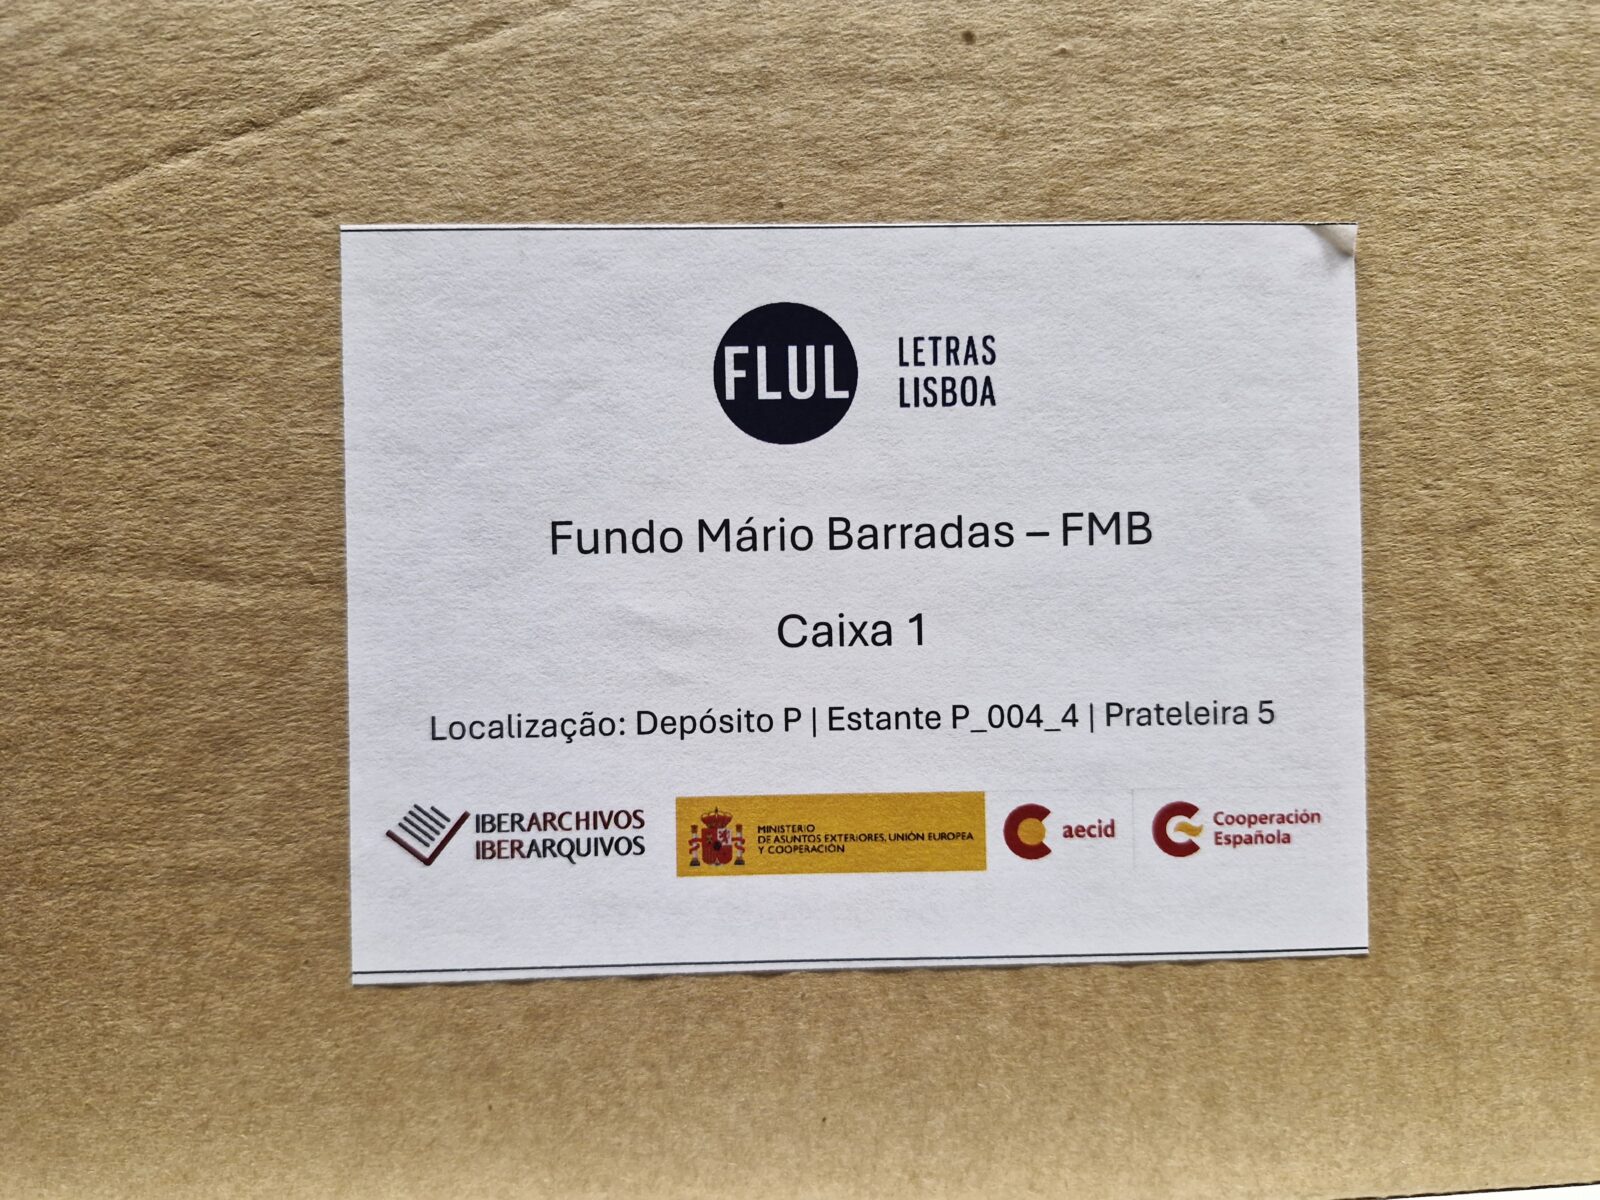 FLUL
LETRAS
LISBOA
Fundo Mário Barradas – FMB
Caixa 1
Localização: Depósito P | Estante P_004_4 | Prateleira 5
IBERARCHIVOS
IBERARQUIVOS
MINISTERIO
DE ASUNTOS EXTERIORES, UNIÓN EUROPEA
Y COOPERACIÓN
aecid
Cooperación
Española